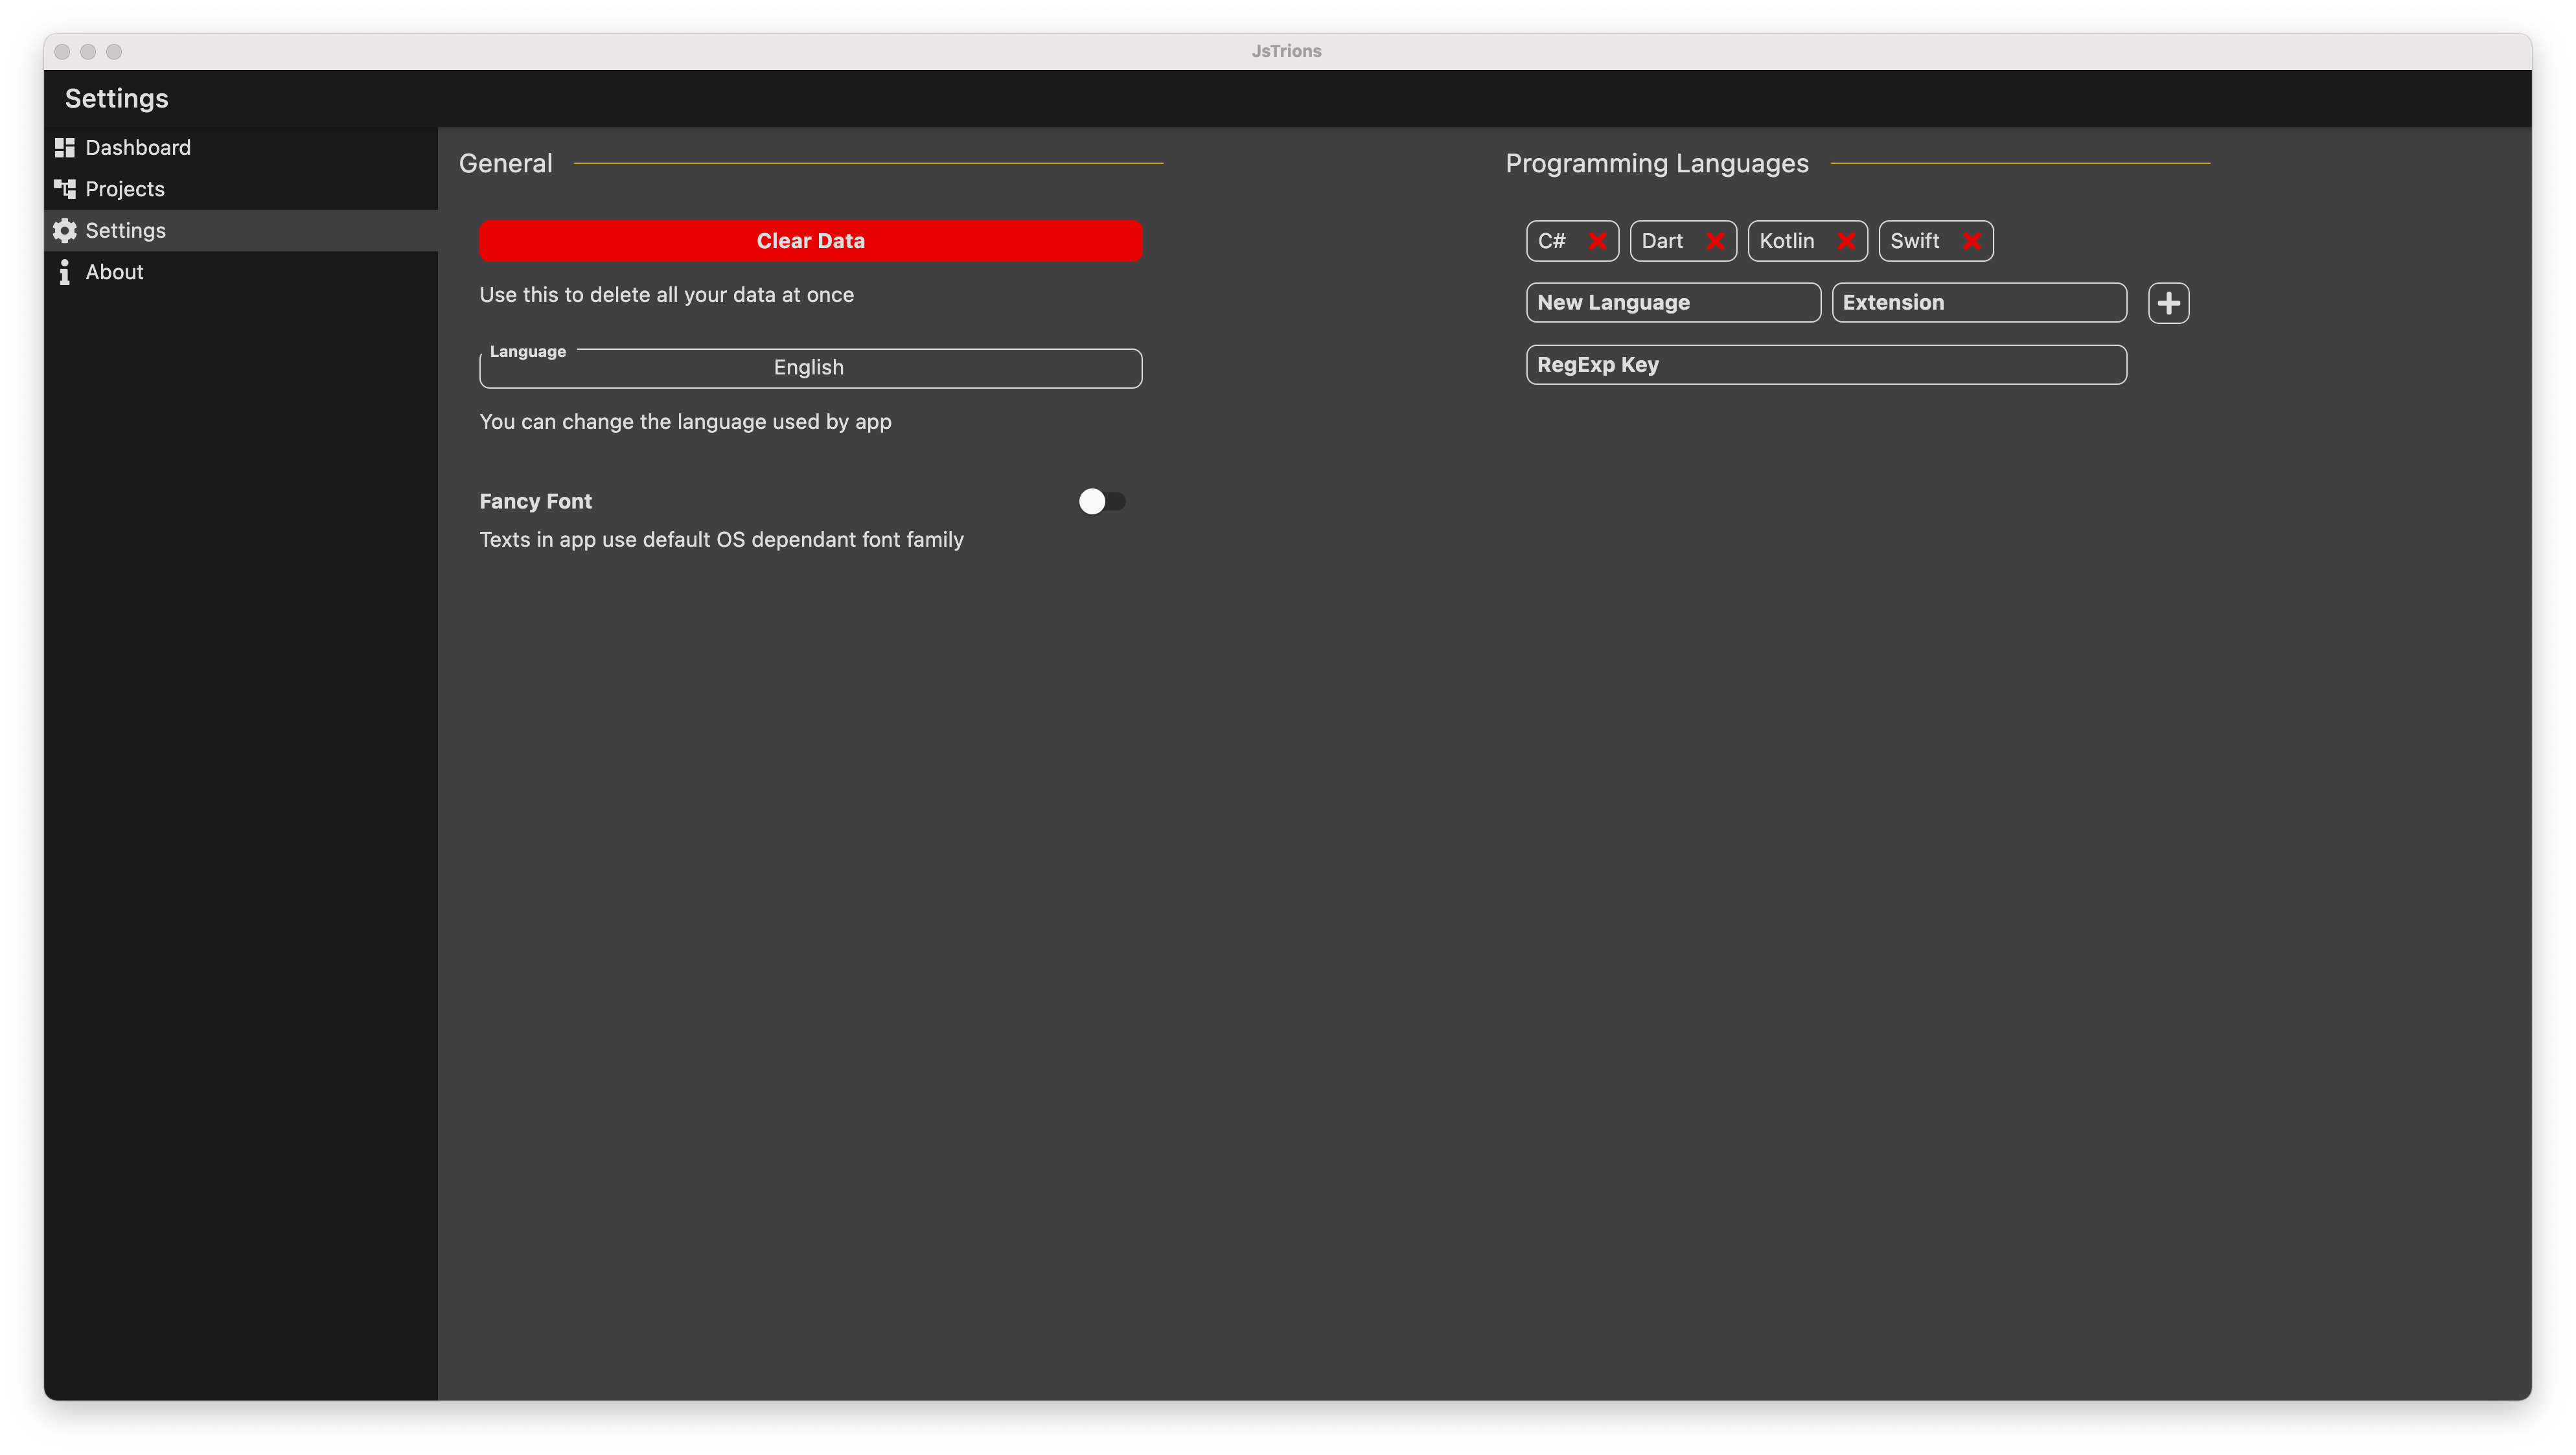 JsTrions
Settings
Dashboard
Projects
Settings
About
General
Clear Data
Use this to delete all your data at once
Language
English
You can change the language used by app
Fancy Font
Texts in app use default OS dependant font family
Programming Languages
C# Dart Kotlin Swift
New Language Extension
RegExp Key